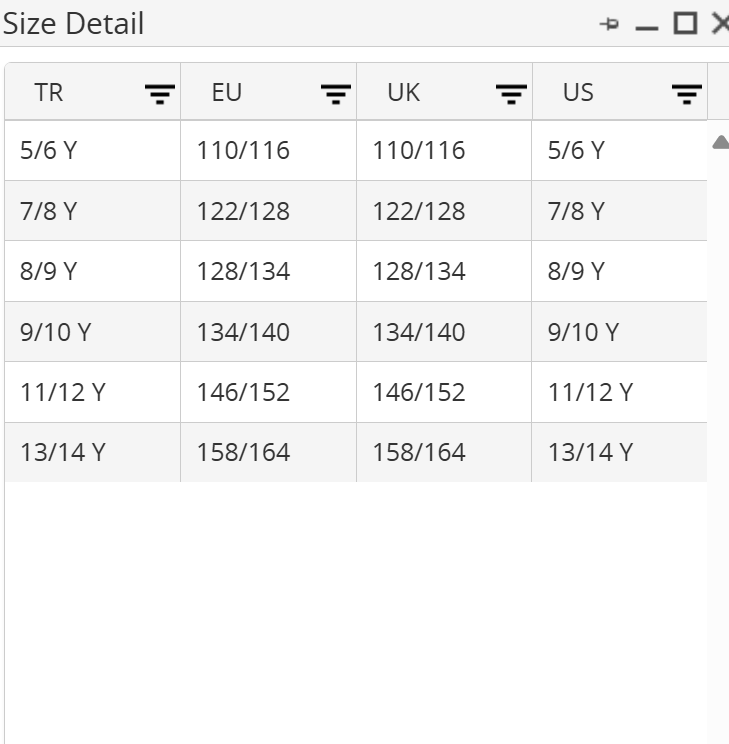 Size Detail
TR EU UK US
5/6 Y 110/116 110/116 5/6 Y
7/8 Y 122/128 122/128 7/8 Y
8/9 Y 128/134 128/134 8/9 Y
9/10 Y 134/140 134/140 9/10 Y
11/12 Y 146/152 146/152 11/12 Y
13/14 Y 158/164 158/164 13/14 Y